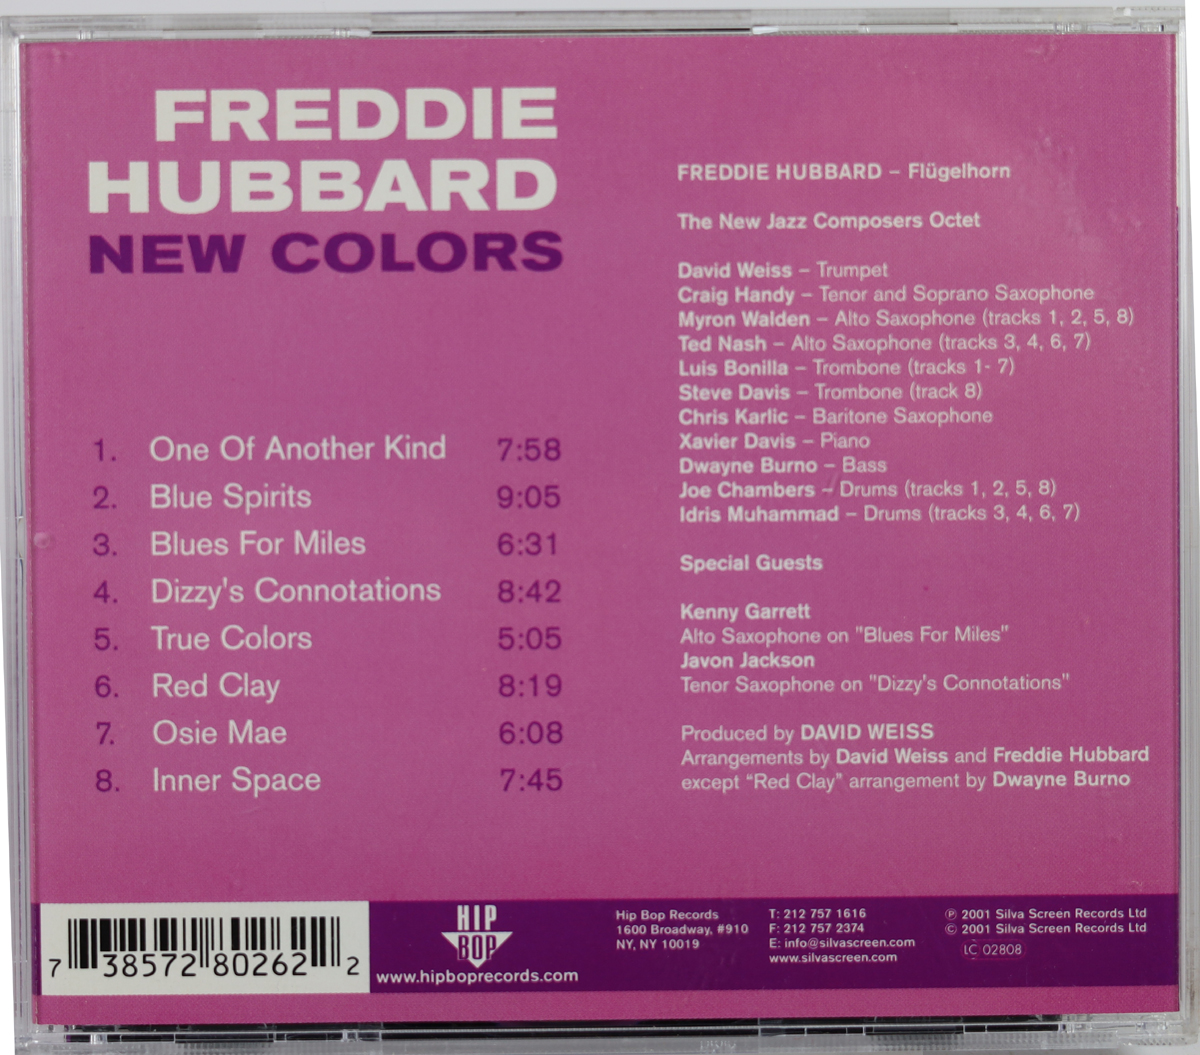 FREDDIE
HUBBARD
NEW COLORS
1. One Of Another Kind 7:58
2. Blue Spirits 9:05
3. Blues For Miles 6:31
4. Dizzy's Connotations 8:42
5. True Colors 5:05
6. Red Clay 8:19
7. Osie Mae 6:08
8. Inner Space 7:45
FREDDIE HUBBARD – Flügelhorn
The New Jazz Composers Octet
David Weiss – Trumpet
Craig Handy – Tenor and Soprano Saxophone
Myron Walden – Alto Saxophone (tracks 1, 2, 5, 8)
Ted Nash – Alto Saxophone (tracks 3, 4, 6, 7)
Luis Bonilla – Trombone (tracks 1- 7)
Steve Davis – Trombone (track 8)
Chris Karlic – Baritone Saxophone
Xavier Davis – Piano
Dwayne Burno – Bass
Joe Chambers – Drums (tracks 1, 2, 5, 8)
Idris Muhammad – Drums (tracks 3, 4, 6, 7)
Special Guests
Kenny Garrett
Alto Saxophone on "Blues For Miles"
Javon Jackson
Tenor Saxophone on "Dizzy's Connotations"
Produced by DAVID WEISS
Arrangements by David Weiss and Freddie Hubbard
except “Red Clay” arrangement by Dwayne Burno
7 38572 80262 2
HIP
BOP
www.hipboprecords.com
Hip Bop Records
1600 Broadway, #910
NY, NY 10019
T: 212 757 1616
F: 212 757 2374
E: info@silvascreen.com
www.silvascreen.com
℗ 2001 Silva Screen Records Ltd
© 2001 Silva Screen Records Ltd
LC 02808